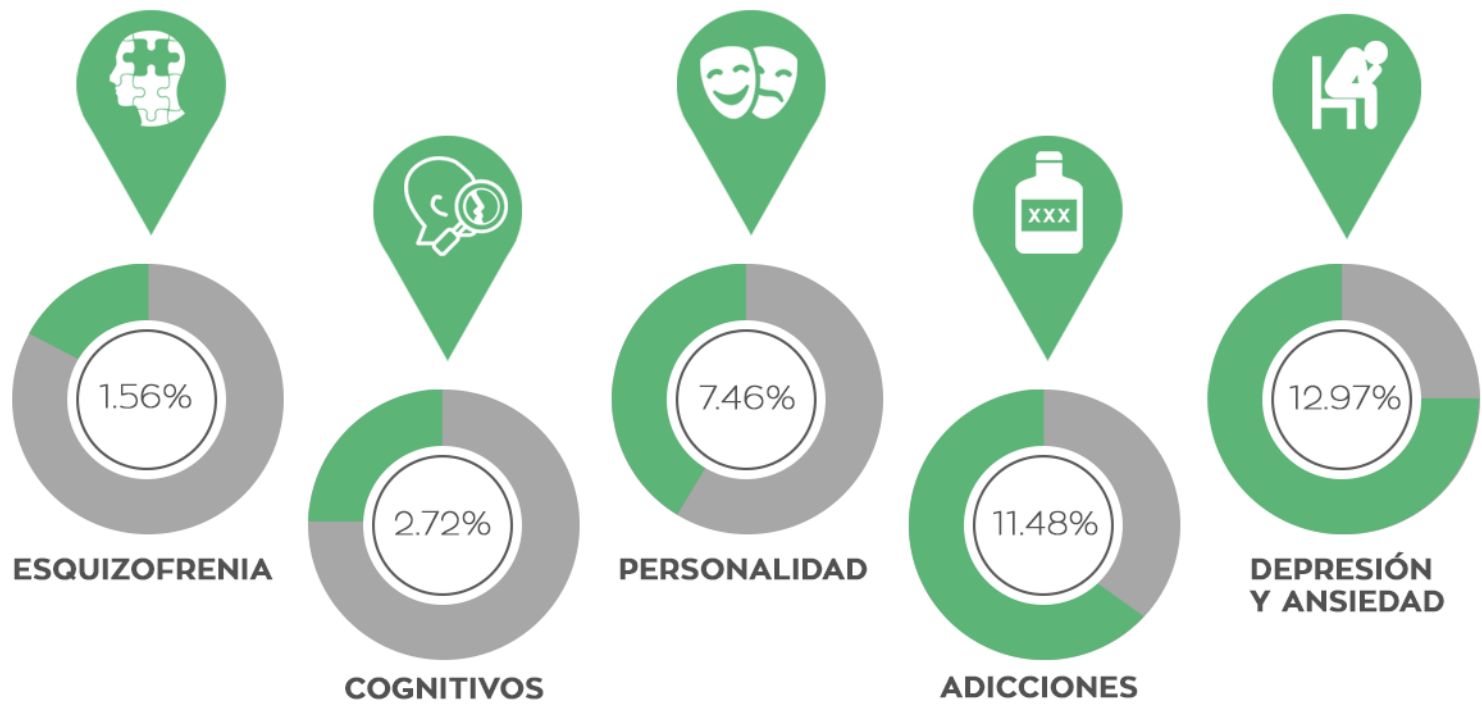 XXX
1.56%
ESQUIZOFRENIA
2.72%
COGNITIVOS
7.46%
PERSONALIDAD
11.48%
ADICCIONES
12.97%
DEPRESIÓN
Y ANSIEDAD